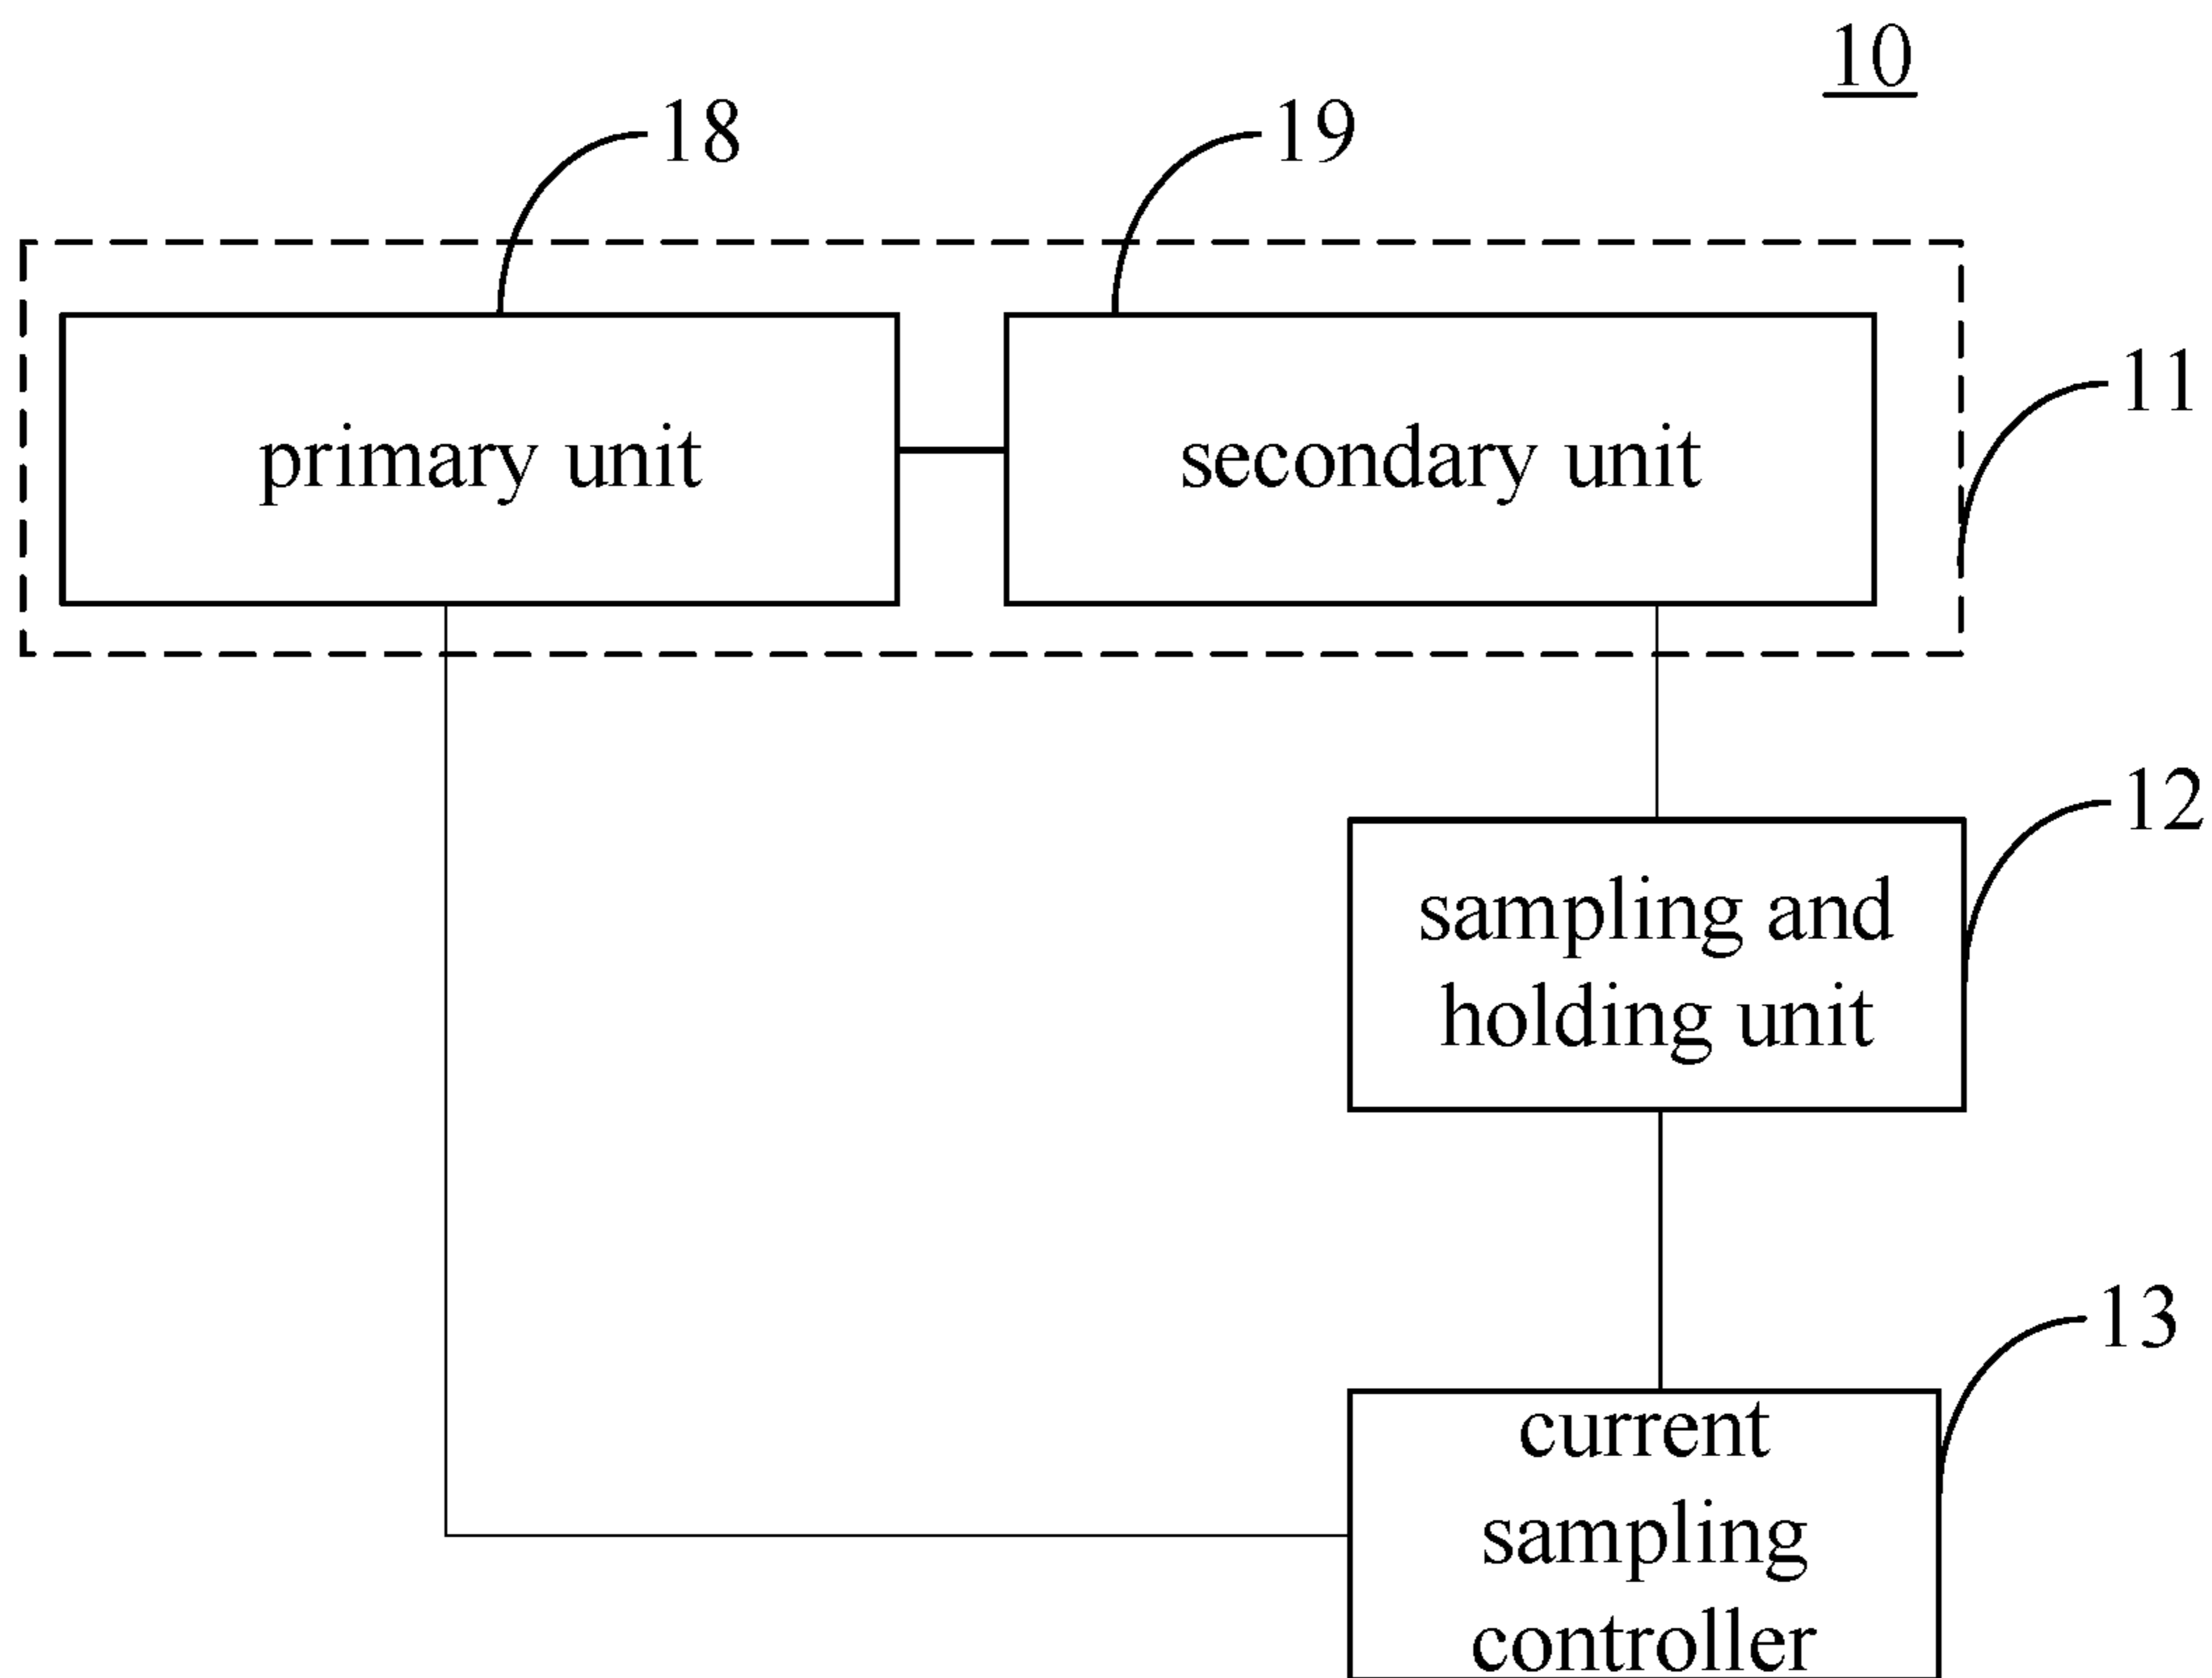 10
18
19
11
primary unit
secondary unit
12
sampling and
holding unit
13
current
sampling
controller